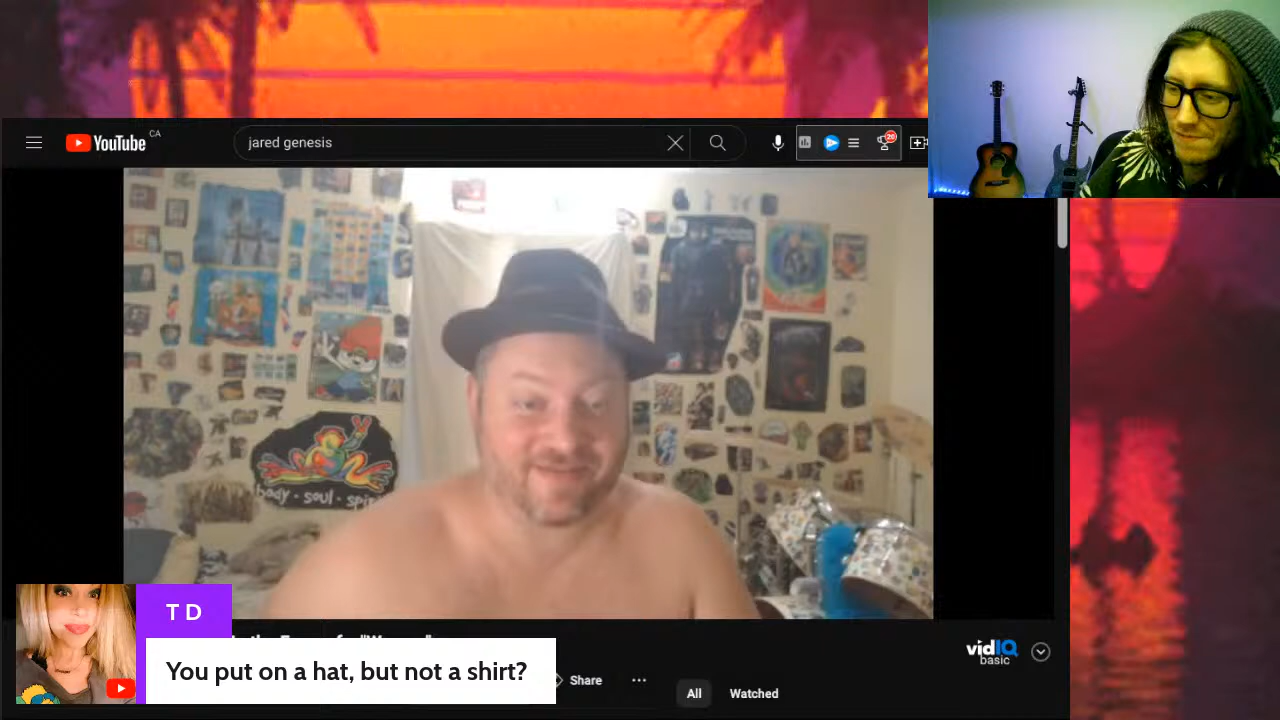 YouTube CA
jared genesis
20
body · soul · spirit
vidIQ
basic
T D
You put on a hat, but not a shirt?
Share
All
Watched